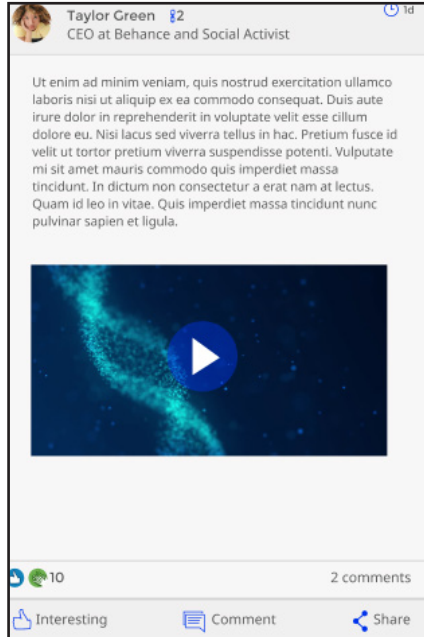 Taylor Green 2 1d
CEO at Behance and Social Activist
Ut enim ad minim veniam, quis nostrud exercitation ullamco
laboris nisi ut aliquip ex ea commodo consequat. Duis aute
irure dolor in reprehenderit in voluptate velit esse cillum
dolore eu. Nisi lacus sed viverra tellus in hac. Pretium fusce id
velit ut tortor pretium viverra suspendisse potenti. Vulputate
mi sit amet mauris commodo quis imperdiet massa
tincidunt. In dictum non consectetur a erat nam at lectus.
Quam id leo in vitae. Quis imperdiet massa tincidunt nunc
pulvinar sapien et ligula.
10 2 comments
Interesting Comment Share